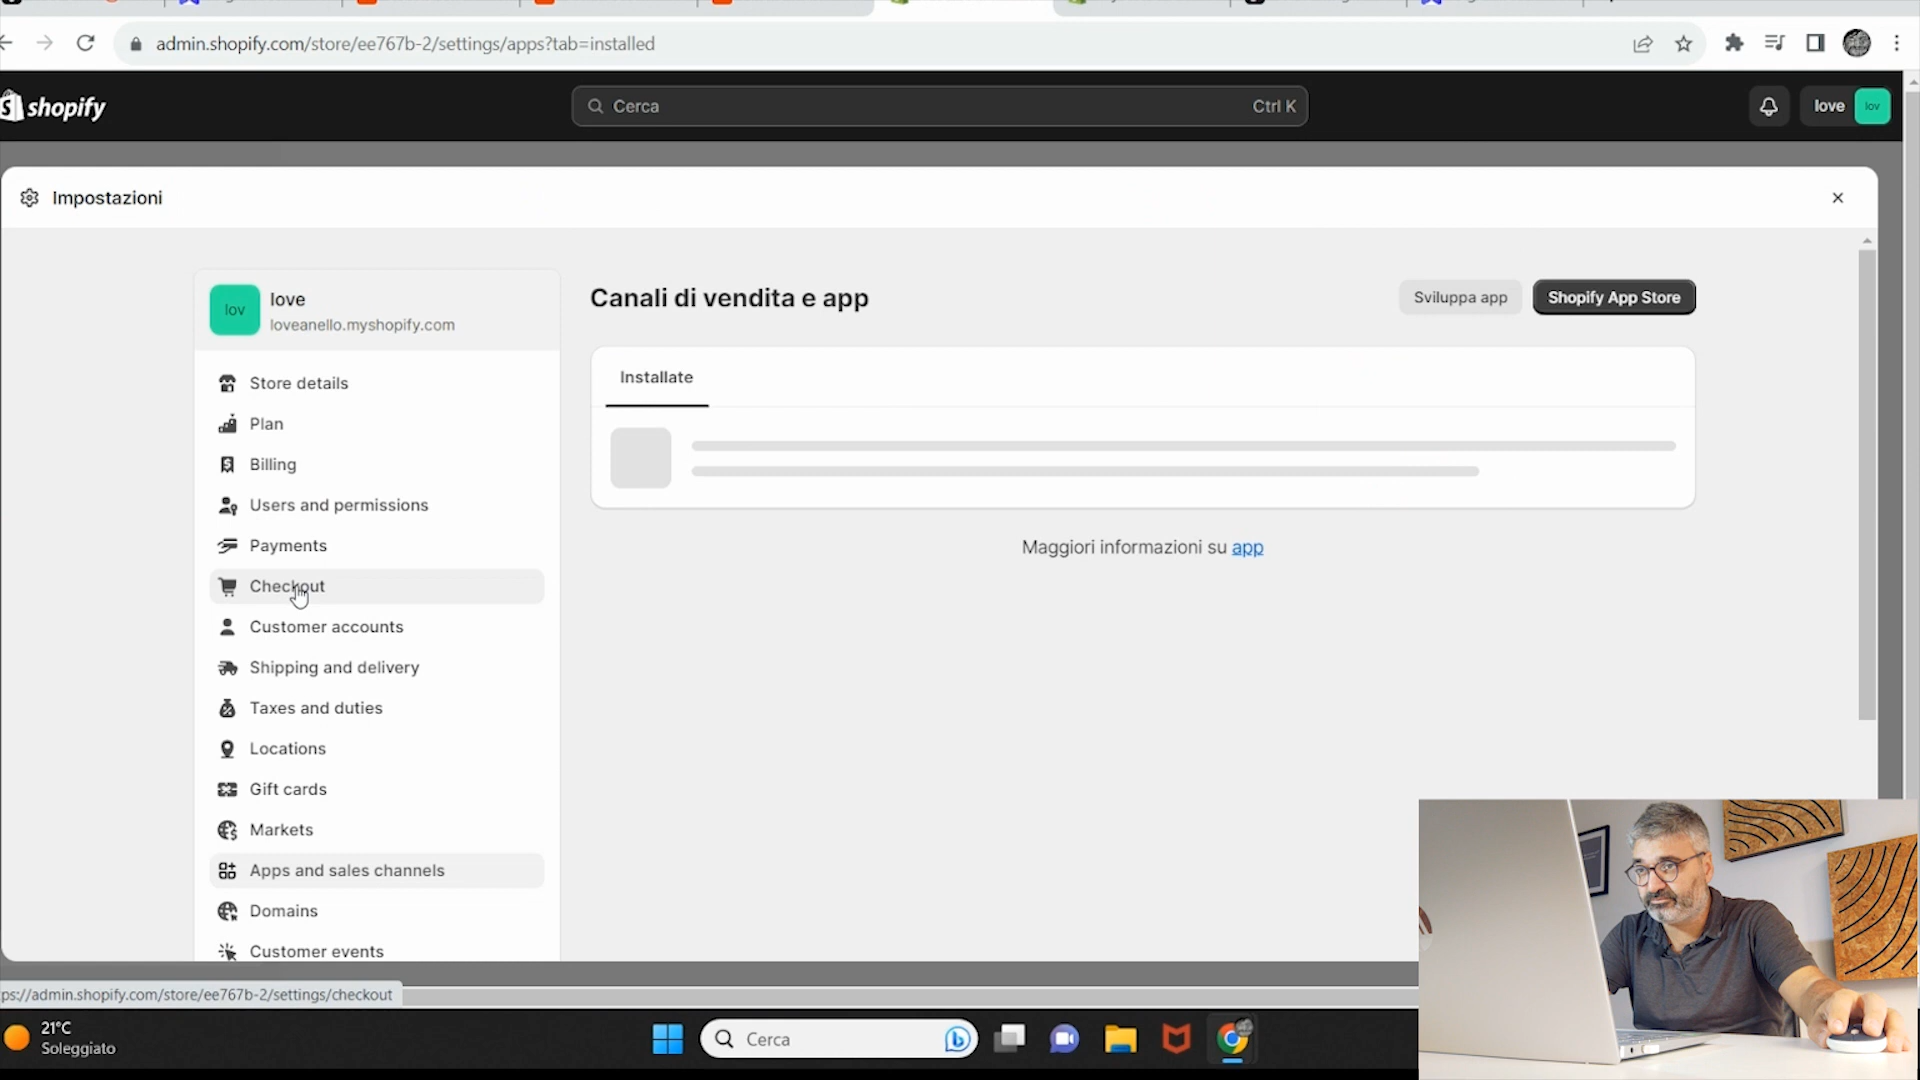 admin.shopify.com/store/ee767b-2/settings/apps?tab=installed
shopify
Cerca
Ctrl K
love
lov
Impostazioni
lov
love
loveanello.myshopify.com
Store details
Plan
Billing
Users and permissions
Payments
Checkout
Customer accounts
Shipping and delivery
Taxes and duties
Locations
Gift cards
Markets
Apps and sales channels
Domains
Customer events
Canali di vendita e app
Sviluppa app
Shopify App Store
Installate
Maggiori informazioni su app
ps://admin.shopify.com/store/ee767b-2/settings/checkout
21°C
Soleggiato
Cerca